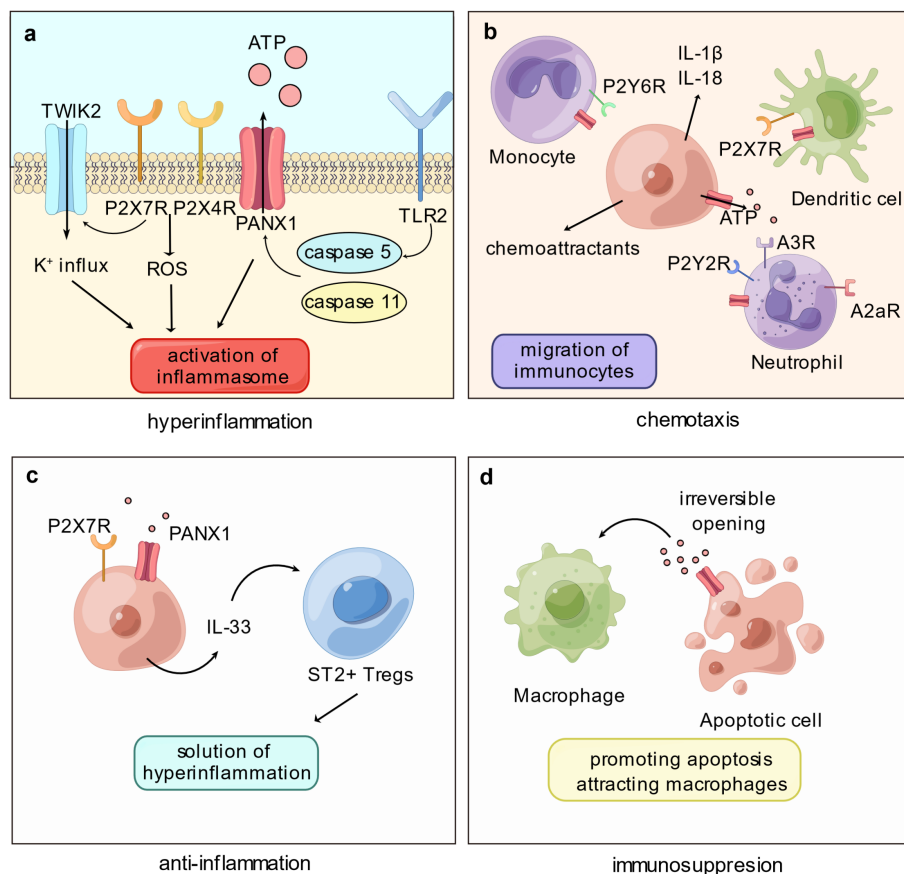 a
ATP
TWIK2
P2X7R
P2X4R
PANX1
TLR2
K⁺ influx
ROS
caspase 5
caspase 11
activation of
inflammasome
hyperinflammation
b
IL-1β
IL-18
P2Y6R
Monocyte
P2X7R
Dendritic cell
ATP
chemoattractants
A3R
P2Y2R
A2aR
Neutrophil
migration of
immunocytes
chemotaxis
c
P2X7R
PANX1
IL-33
ST2+ Tregs
solution of
hyperinflammation
anti-inflammation
d
irreversible
opening
Macrophage
Apoptotic cell
promoting apoptosis
attracting macrophages
immunosuppresion